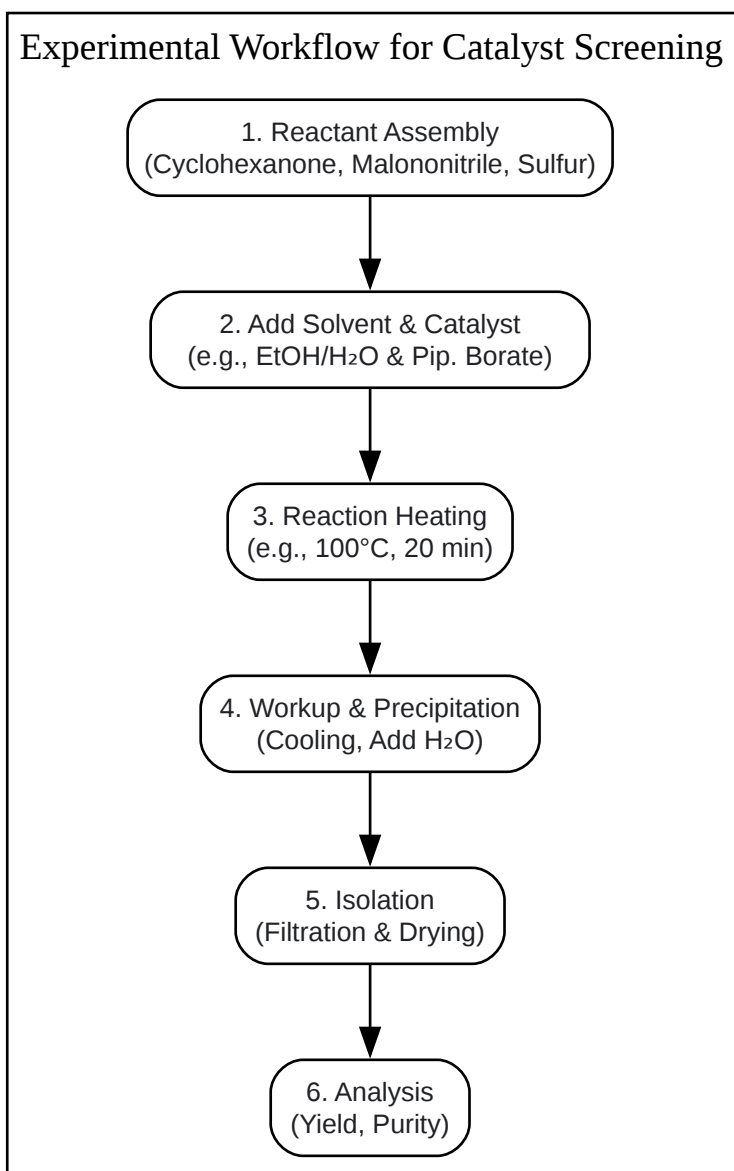 Experimental Workflow for Catalyst Screening
1. Reactant Assembly
(Cyclohexanone, Malononitrile, Sulfur)
2. Add Solvent & Catalyst
(e.g., EtOH/H₂O & Pip. Borate)
3. Reaction Heating
(e.g., 100°C, 20 min)
4. Workup & Precipitation
(Cooling, Add H₂O)
5. Isolation
(Filtration & Drying)
6. Analysis
(Yield, Purity)